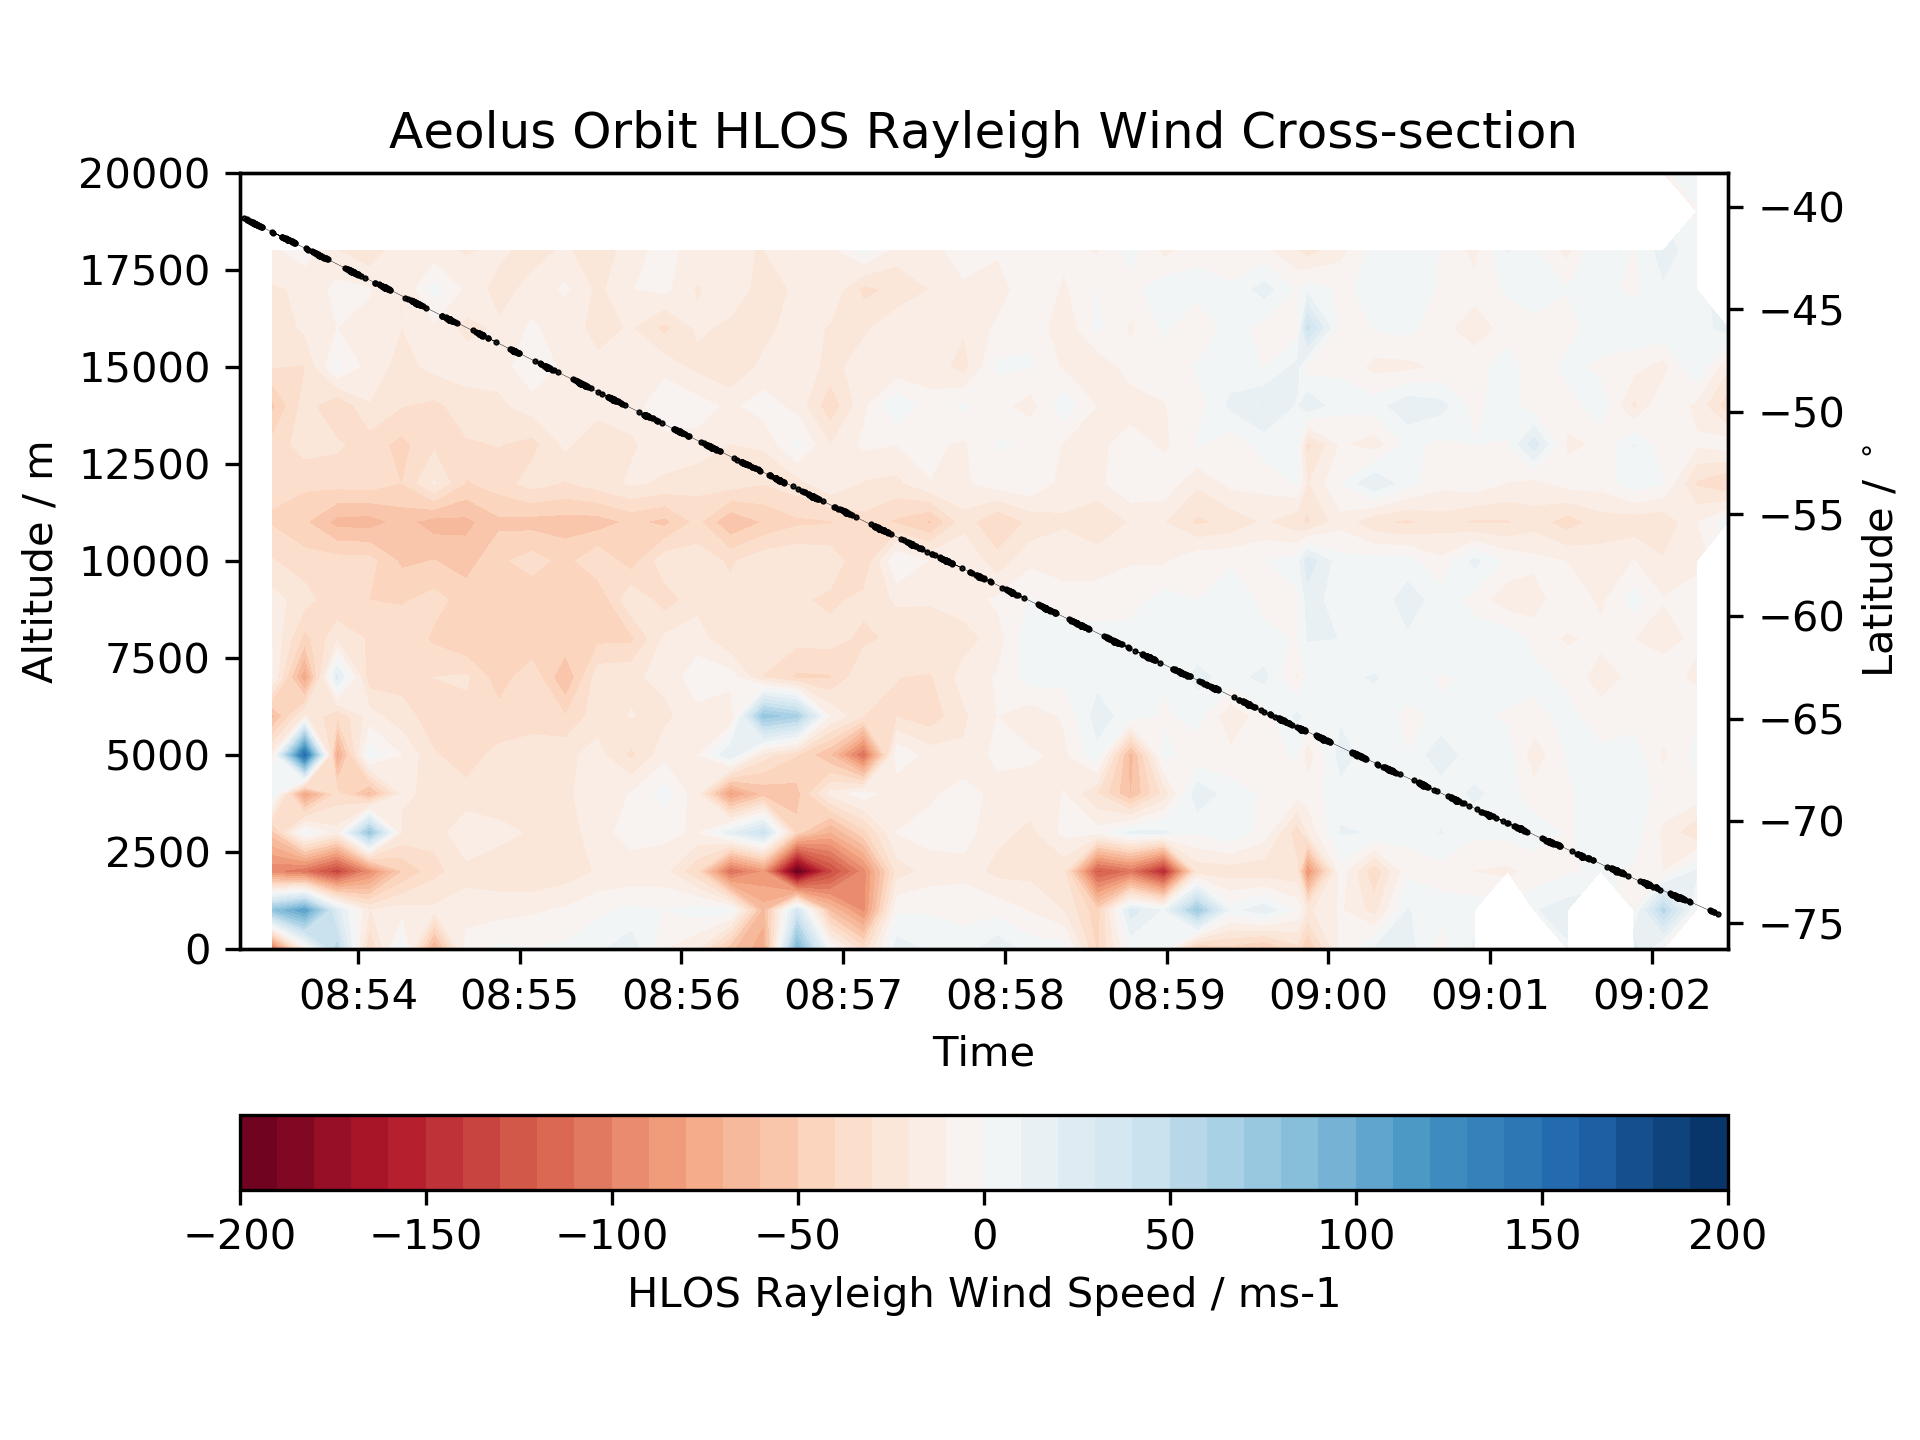 Aeolus Orbit HLOS Rayleigh Wind Cross-section
20000
17500
15000
12500
10000
7500
5000
2500
0
Altitude / m
−40
−45
−50
−55
−60
−65
−70
−75
Latitude / °
08:54 08:55 08:56 08:57 08:58 08:59 09:00 09:01 09:02
Time
−200 −150 −100 −50 0 50 100 150 200
HLOS Rayleigh Wind Speed / ms-1